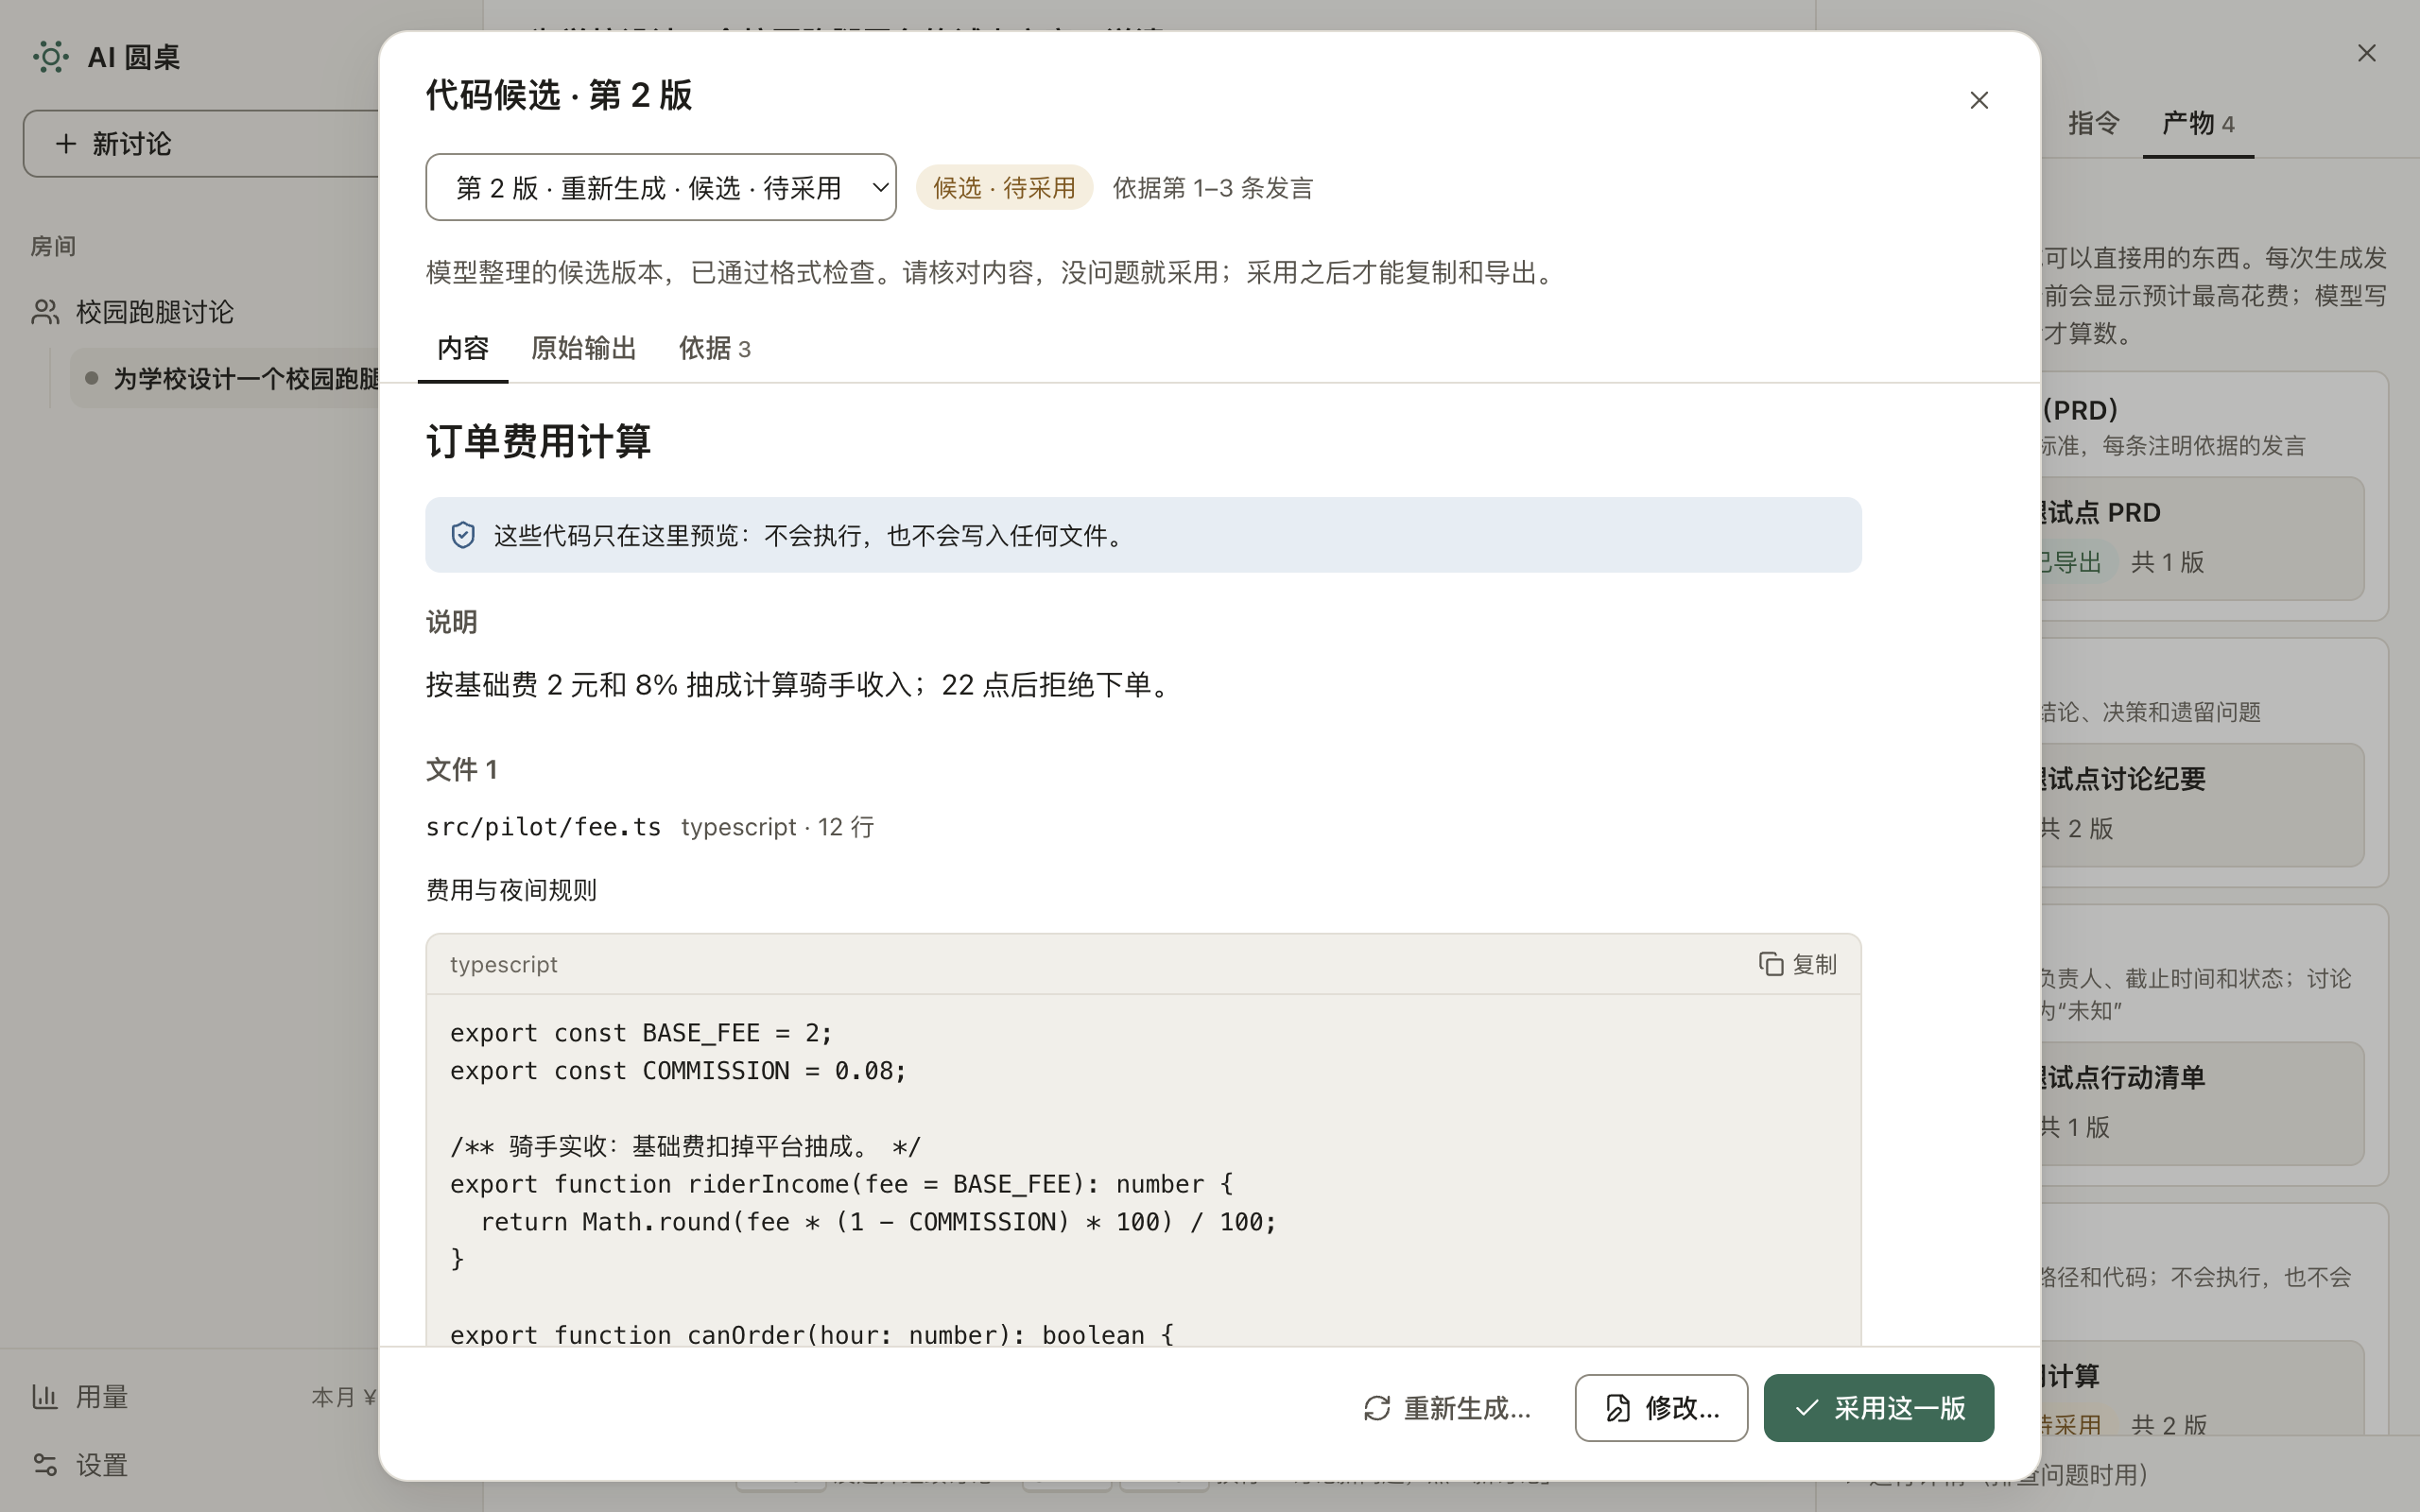 AI 圆桌
新讨论
房间
校园跑腿讨论
为学校设计一个校园跑腿
用量
本月 ¥
设置
代码候选 · 第 2 版
第 2 版 · 重新生成 · 候选 · 待采用
候选 · 待采用
依据第 1–3 条发言
模型整理的候选版本，已通过格式检查。请核对内容，没问题就采用；采用之后才能复制和导出。
内容
原始输出
依据 3
订单费用计算
这些代码只在这里预览：不会执行，也不会写入任何文件。
说明
按基础费 2 元和 8% 抽成计算骑手收入；22 点后拒绝下单。
文件 1
src/pilot/fee.ts typescript · 12 行
费用与夜间规则
typescript
复制
export const BASE_FEE = 2;
export const COMMISSION = 0.08;
/** 骑手实收：基础费扣掉平台抽成。 */
export function riderIncome(fee = BASE_FEE): number {
  return Math.round(fee * (1 - COMMISSION) * 100) / 100;
}
export function canOrder(hour: number): boolean {
重新生成...
修改...
采用这一版
指令
产物 4
可以直接用的东西。每次生成发
前会显示预计最高花费；模型写
才算数。
(PRD)
标准，每条注明依据的发言
试点 PRD
已导出 共 1 版
结论、决策和遗留问题
试点讨论纪要
共 2 版
负责人、截止时间和状态；讨论
为“未知”
试点行动清单
共 1 版
路径和代码；不会执行，也不会
计算
待采用 共 2 版
问题时用）